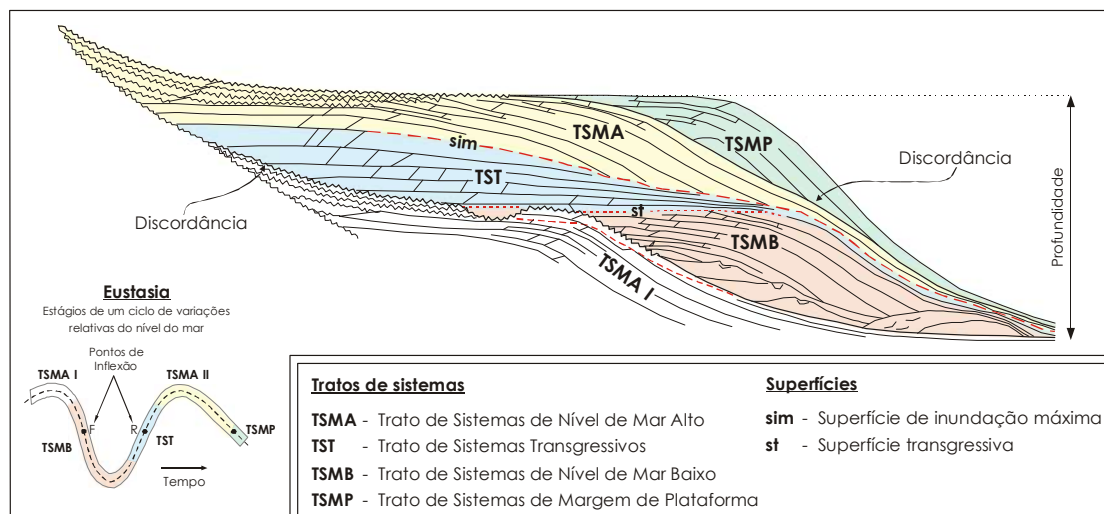 TSMA
TSMP
sim
Discordância
TST
Discordância
st
TSMB
TSMA I
Profundidade
Eustasia
Estágios de um ciclo de variações
relativas do nível do mar
Pontos de
Inflexão
TSMA I
TSMA II
F
R
TSMP
TSMB
TST
Tempo
Tratos de sistemas
TSMA - Trato de Sistemas de Nível de Mar Alto
TST - Trato de Sistemas Transgressivos
TSMB - Trato de Sistemas de Nível de Mar Baixo
TSMP - Trato de Sistemas de Margem de Plataforma
Superfícies
sim - Superfície de inundação máxima
st - Superfície transgressiva